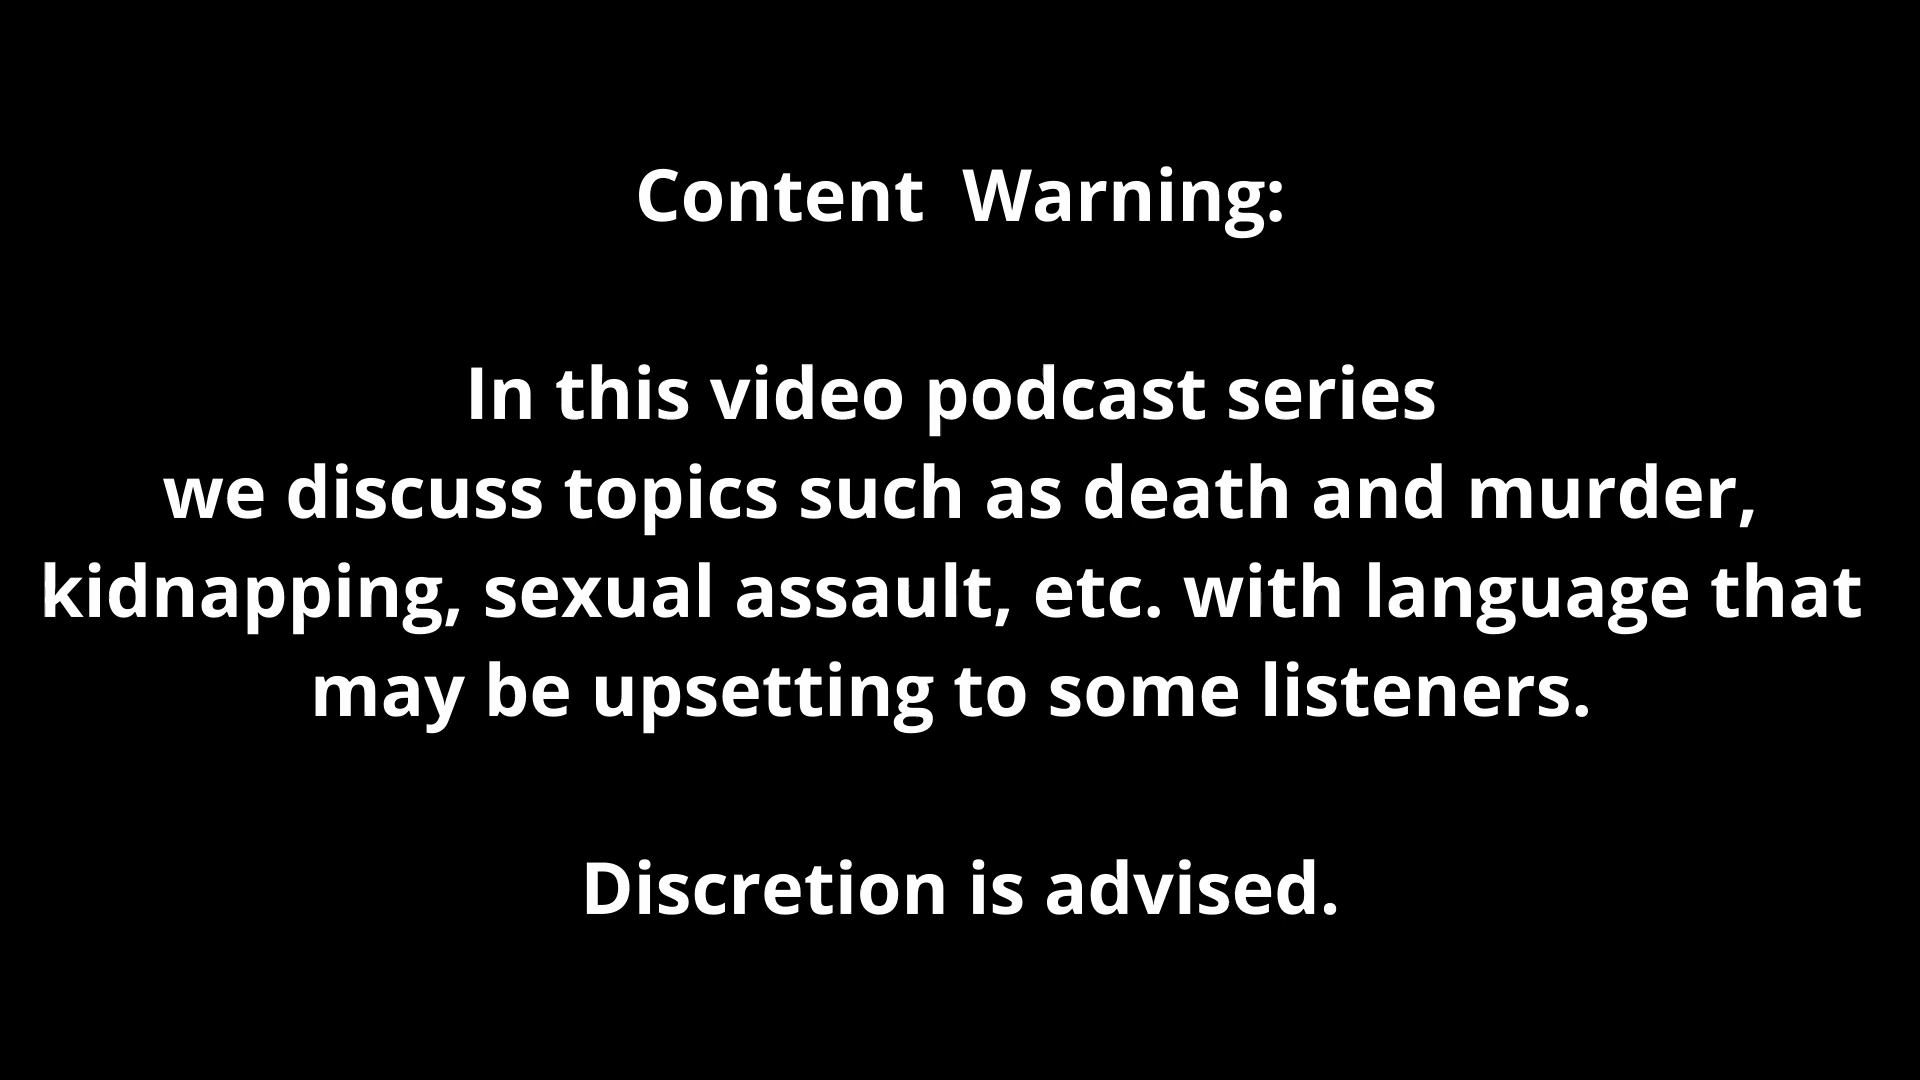 Content  Warning:
In this video podcast series
we discuss topics such as death and murder,
kidnapping, sexual assault, etc. with language that
may be upsetting to some listeners.
Discretion is advised.